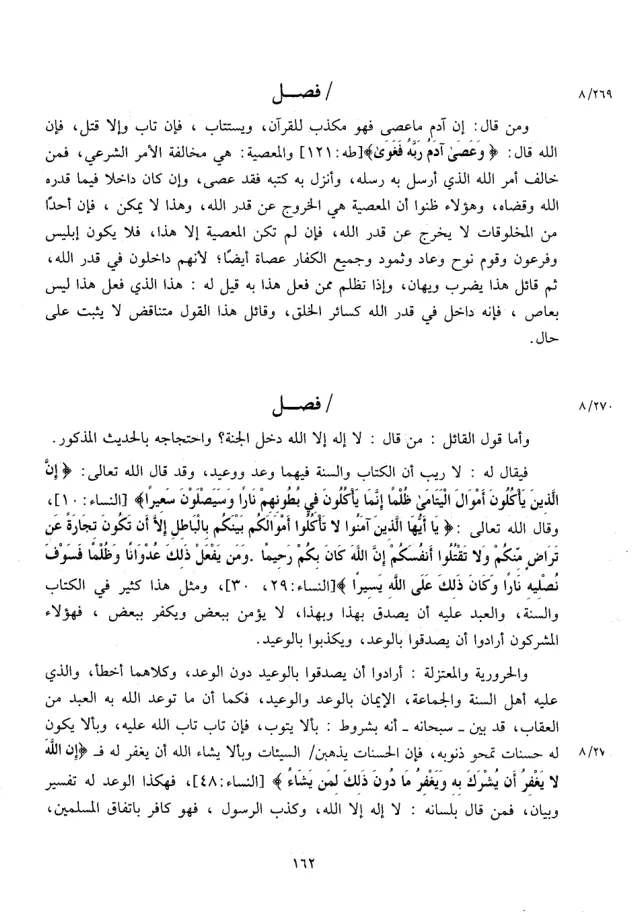 ٨/٢٦٩
/ فصــل
ومن قال: إن آدم ماعصى فهو مكذب للقرآن، ويستتاب ، فإن تاب وإلا قتل، فإن
الله قال: ﴿ وَعَصَىٰ آدَمُ رَبَّهُ فَغَوَىٰ﴾[طه:١٢١] والمعصية: هي مخالفة الأمر الشرعي، فمن
خالف أمر الله الذي أرسل به رسله، وأنزل به كتبه فقد عصى، وإن كان داخلا فيما قدره
الله وقضاه، وهؤلاء ظنوا أن المعصية هي الخروج عن قدر الله، وهذا لا يمكن ، فإن أحدًا
من المخلوقات لا يخرج عن قدر الله، فإن لم تكن المعصية إلا هذا، فلا يكون إبليس
وفرعون وقوم نوح وعاد وثمود وجميع الكفار عصاة أيضًا؛ لأنهم داخلون في قدر الله،
ثم قائل هذا يضرب ويهان، وإذا تظلم ممن فعل هذا به قيل له : هذا الذي فعل هذا ليس
بعاص ، فإنه داخل في قدر الله كسائر الخلق، وقائل هذا القول متناقض لا يثبت على
حال.
٨/٢٧٠
/ فصــل
وأما قول القائل : من قال : لا إله إلا الله دخل الجنة؟ واحتجاجه بالحديث المذكور.
فيقال له : لا ريب أن الكتاب والسنة فيهما وعد ووعيد، وقد قال الله تعالى: ﴿ إِنَّ
الَّذِينَ يَأْكُلُونَ أَمْوَالَ الْيَتَامَىٰ ظُلْمًا إِنَّمَا يَأْكُلُونَ فِي بُطُونِهِمْ نَارًا وَسَيَصْلَوْنَ سَعِيرًا﴾ [النساء:١٠]،
وقال الله تعالى :﴿ يَا أَيُّهَا الَّذِينَ آمَنُوا لا تَأْكُلُوا أَمْوَالَكُم بَيْنَكُم بِالْبَاطِلِ إِلاَّ أَن تَكُونَ تِجَارَةً عَن
تَرَاضٍ مِّنكُمْ وَلا تَقْتُلُوا أَنفُسَكُمْ إِنَّ اللَّهَ كَانَ بِكُمْ رَحِيمًا . وَمَن يَفْعَلْ ذَلِكَ عُدْوَانًا وَظُلْمًا فَسَوْفَ
نُصْلِيهِ نَارًا وَكَانَ ذَلِكَ عَلَى اللَّهِ يَسِيرًا ﴾[النساء:٢٩، ٣٠]، ومثل هذا كثير في الكتاب
والسنة، والعبد عليه أن يصدق بهذا وبهذا، لا يؤمن ببعض ويكفر ببعض ، فهؤلاء
المشركون أرادوا أن يصدقوا بالوعد، ويكذبوا بالوعيد.
والحرورية والمعتزلة : أرادوا أن يصدقوا بالوعيد دون الوعد، وكلاهما أخطأ، والذي
عليه أهل السنة والجماعة، الإيمان بالوعد والوعيد، فكما أن ما توعد الله به العبد من
العقاب، قد بين ـ سبحانه ـ أنه بشروط : بألا يتوب، فإن تاب تاب الله عليه، وبألا يكون
٨/٢٧
له حسنات تمحو ذنوبه، فإن الحسنات يذهبن/ السيئات وبألا يشاء الله أن يغفر له فـ ﴿إِن اللَّهَ
لا يَغْفِرُ أَن يُشْرَكَ بِهِ وَيَغْفِرُ مَا دُونَ ذَلِكَ لِمَن يَشَاءُ ﴾ [النساء:٤٨]، فهكذا الوعد له تفسير
وبيان، فمن قال بلسانه : لا إله إلا الله، وكذب الرسول ، فهو كافر باتفاق المسلمين،
١٦٢